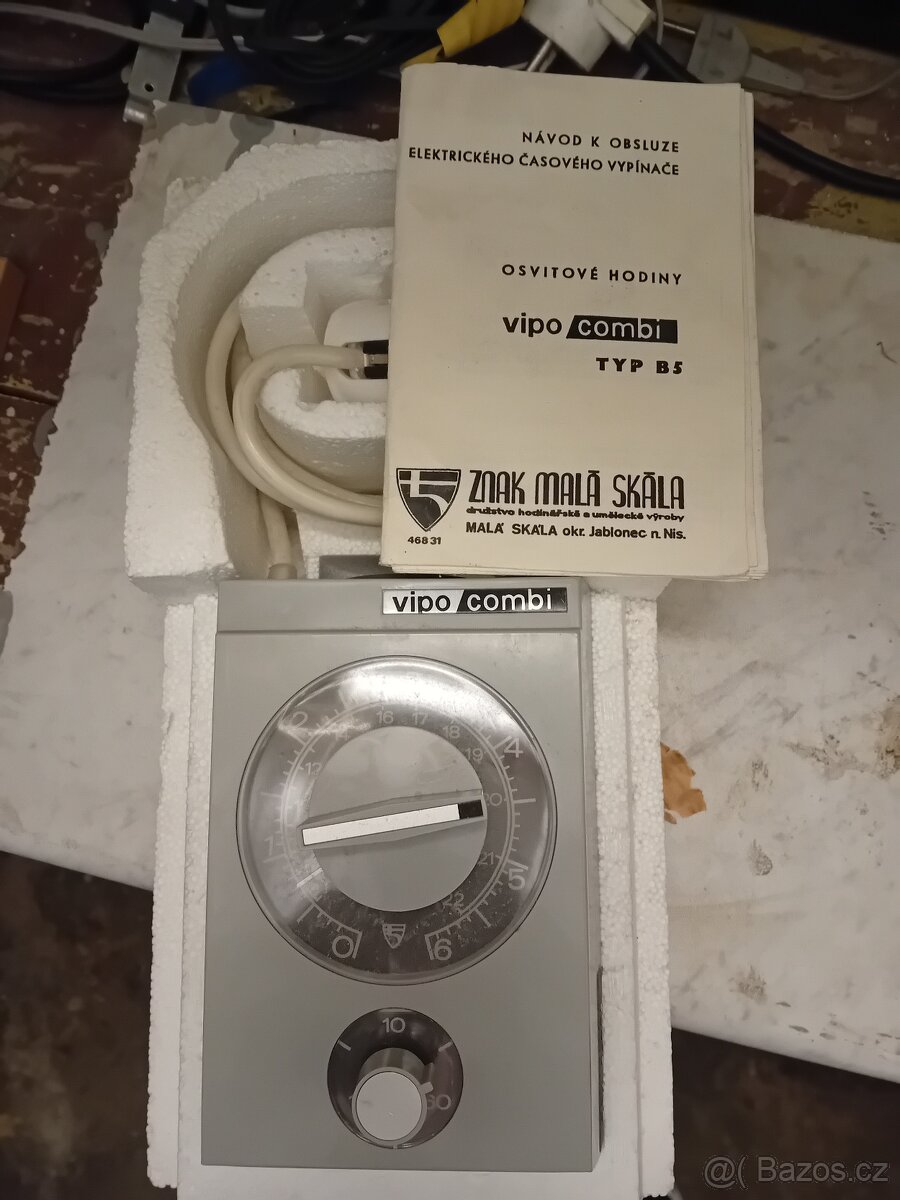 NÁVOD K OBSLUZE
ELEKTRICKÉHO ČASOVÉHO VYPÍNAČE
OSVITOVÉ HODINY
vipo combi
TYP B5
ZNAK MALÁ SKÁLA
družstvo hodinářské a umělecké výroby
MALÁ SKÁLA okr. Jablonec n. Nis.
468 31
vipo combi
2
16
17
18
4
13
19
20
1
21
5
22
0
6
10
60
@( Bazos.cz